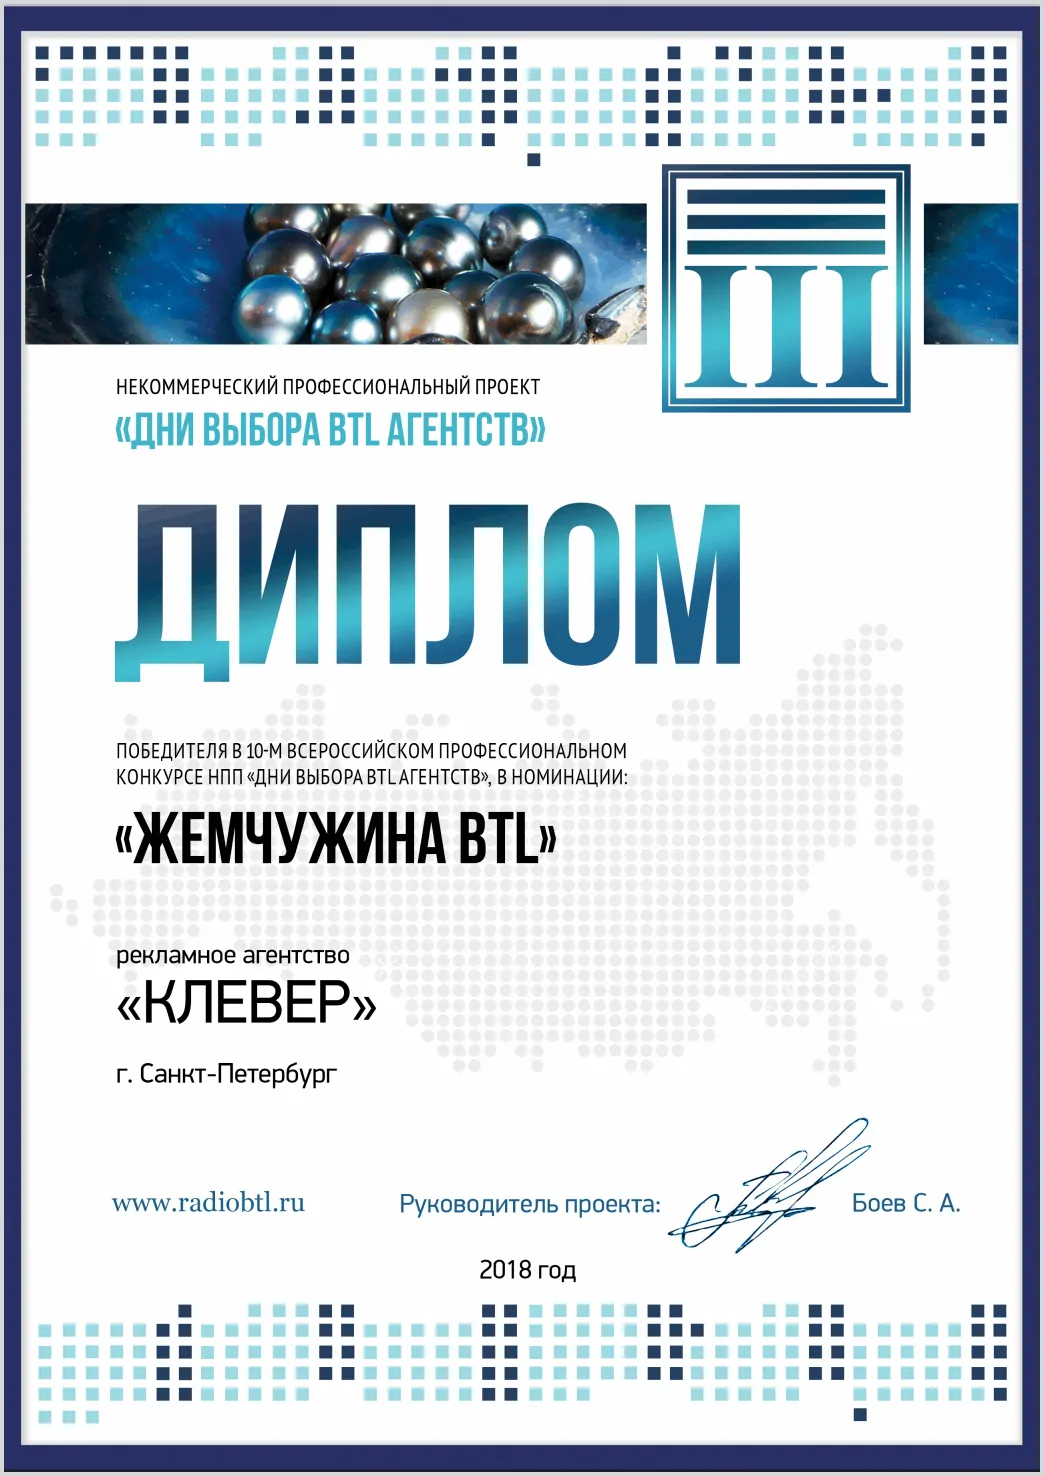 НЕКОММЕРЧЕСКИЙ ПРОФЕССИОНАЛЬНЫЙ ПРОЕКТ
«ДНИ ВЫБОРА BTL АГЕНТСТВ»
ДИПЛОМ
ПОБЕДИТЕЛЯ В 10-М ВСЕРОССИЙСКОМ ПРОФЕССИОНАЛЬНОМ
КОНКУРСЕ НПП «ДНИ ВЫБОРА BTL АГЕНТСТВ», В НОМИНАЦИИ:
«ЖЕМЧУЖИНА BTL»
рекламное агентство
«КЛЕВЕР»
г. Санкт-Петербург
www.radiobtl.ru
Руководитель проекта:
Боев С. А.
2018 год